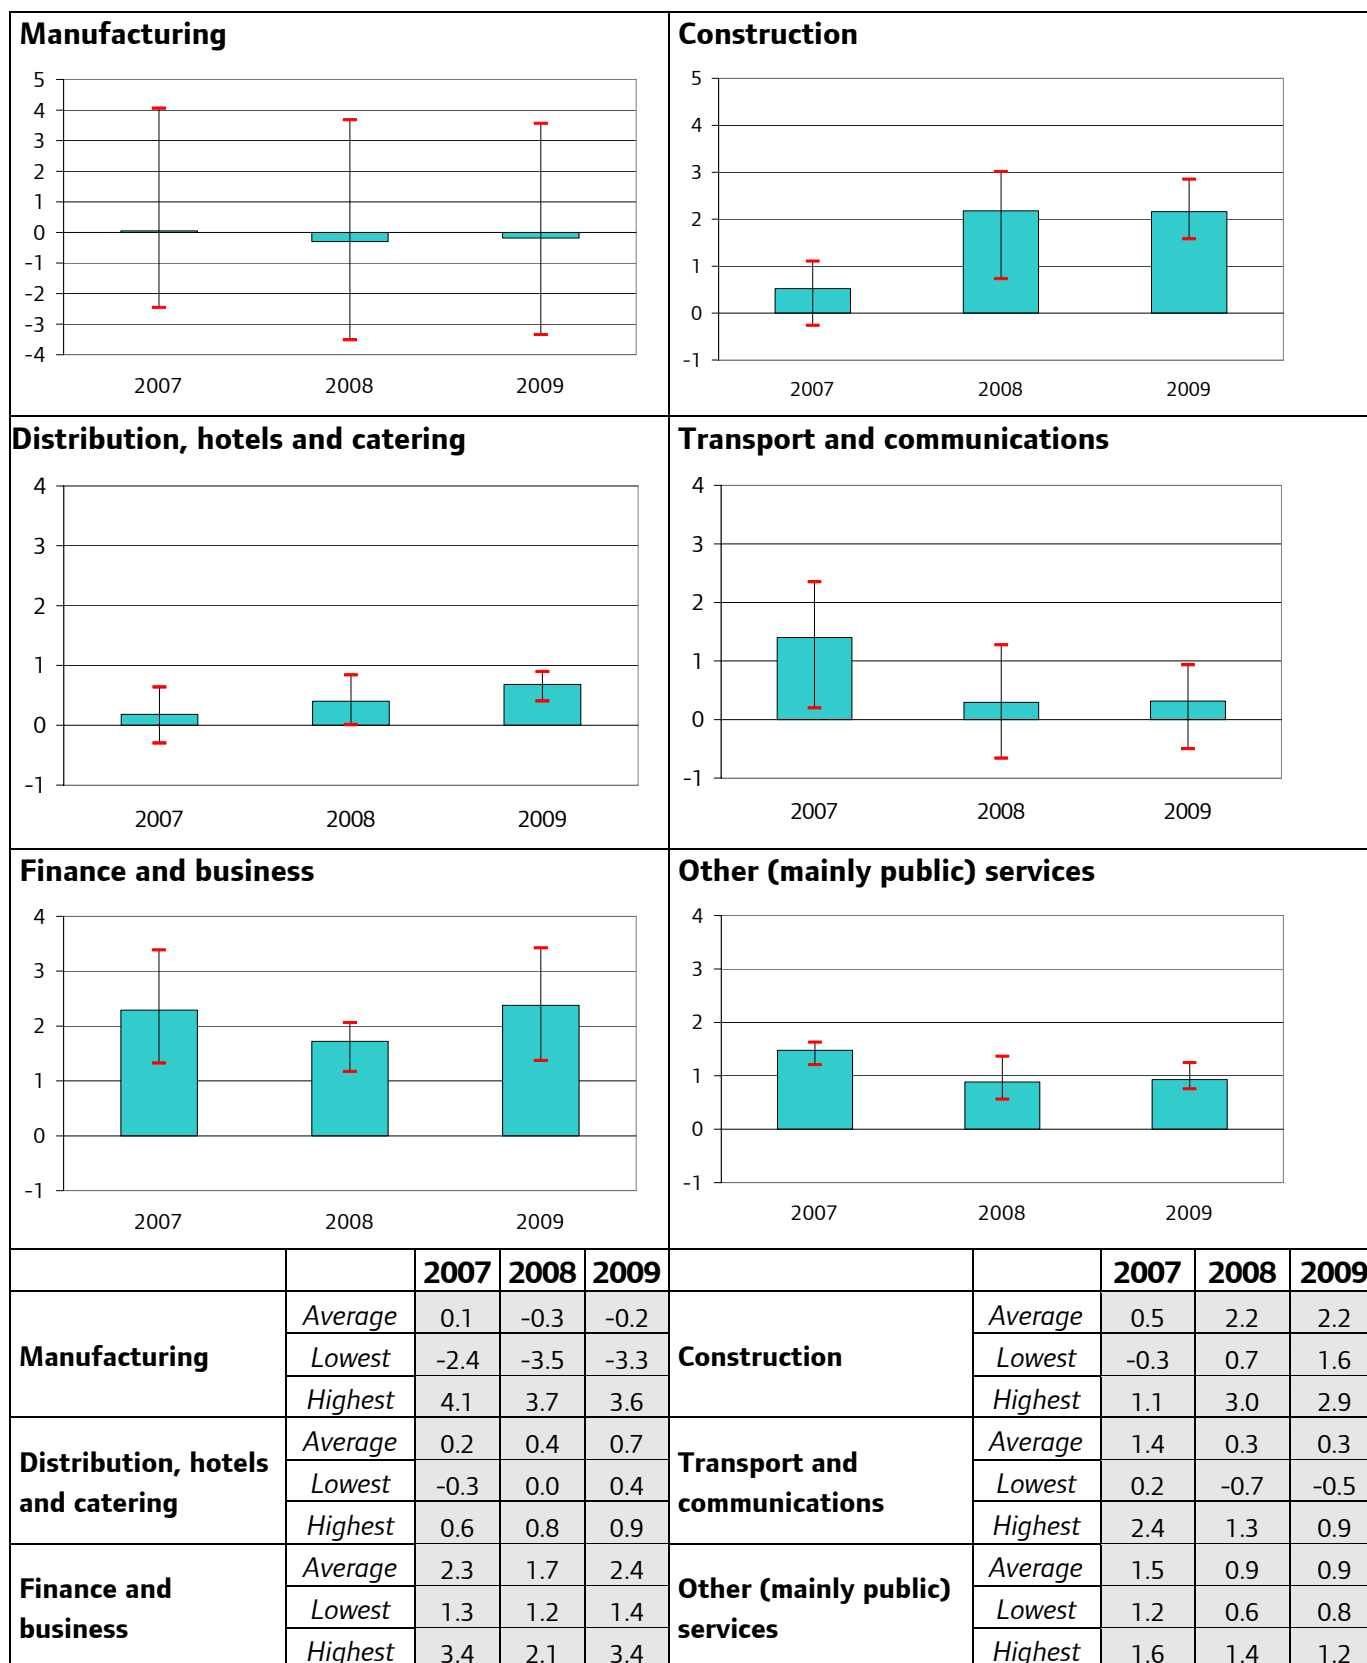 Manufacturing
5
4
3
2
1
0
-1
-2
-3
-4
2007 2008 2009
Construction
5
4
3
2
1
0
-1
2007 2008 2009
Distribution, hotels and catering
4
3
2
1
0
-1
2007 2008 2009
Transport and communications
4
3
2
1
0
-1
2007 2008 2009
Finance and business
4
3
2
1
0
-1
2007 2008 2009
Other (mainly public) services
4
3
2
1
0
-1
2007 2008 2009
2007 2008 2009
Manufacturing
Average 0.1 -0.3 -0.2
Lowest -2.4 -3.5 -3.3
Highest 4.1 3.7 3.6
Distribution, hotels
and catering
Average 0.2 0.4 0.7
Lowest -0.3 0.0 0.4
Highest 0.6 0.8 0.9
Finance and
business
Average 2.3 1.7 2.4
Lowest 1.3 1.2 1.4
Highest 3.4 2.1 3.4
2007 2008 2009
Construction
Average 0.5 2.2 2.2
Lowest -0.3 0.7 1.6
Highest 1.1 3.0 2.9
Transport and
communications
Average 1.4 0.3 0.3
Lowest 0.2 -0.7 -0.5
Highest 2.4 1.3 0.9
Other (mainly public)
services
Average 1.5 0.9 0.9
Lowest 1.2 0.6 0.8
Highest 1.6 1.4 1.2